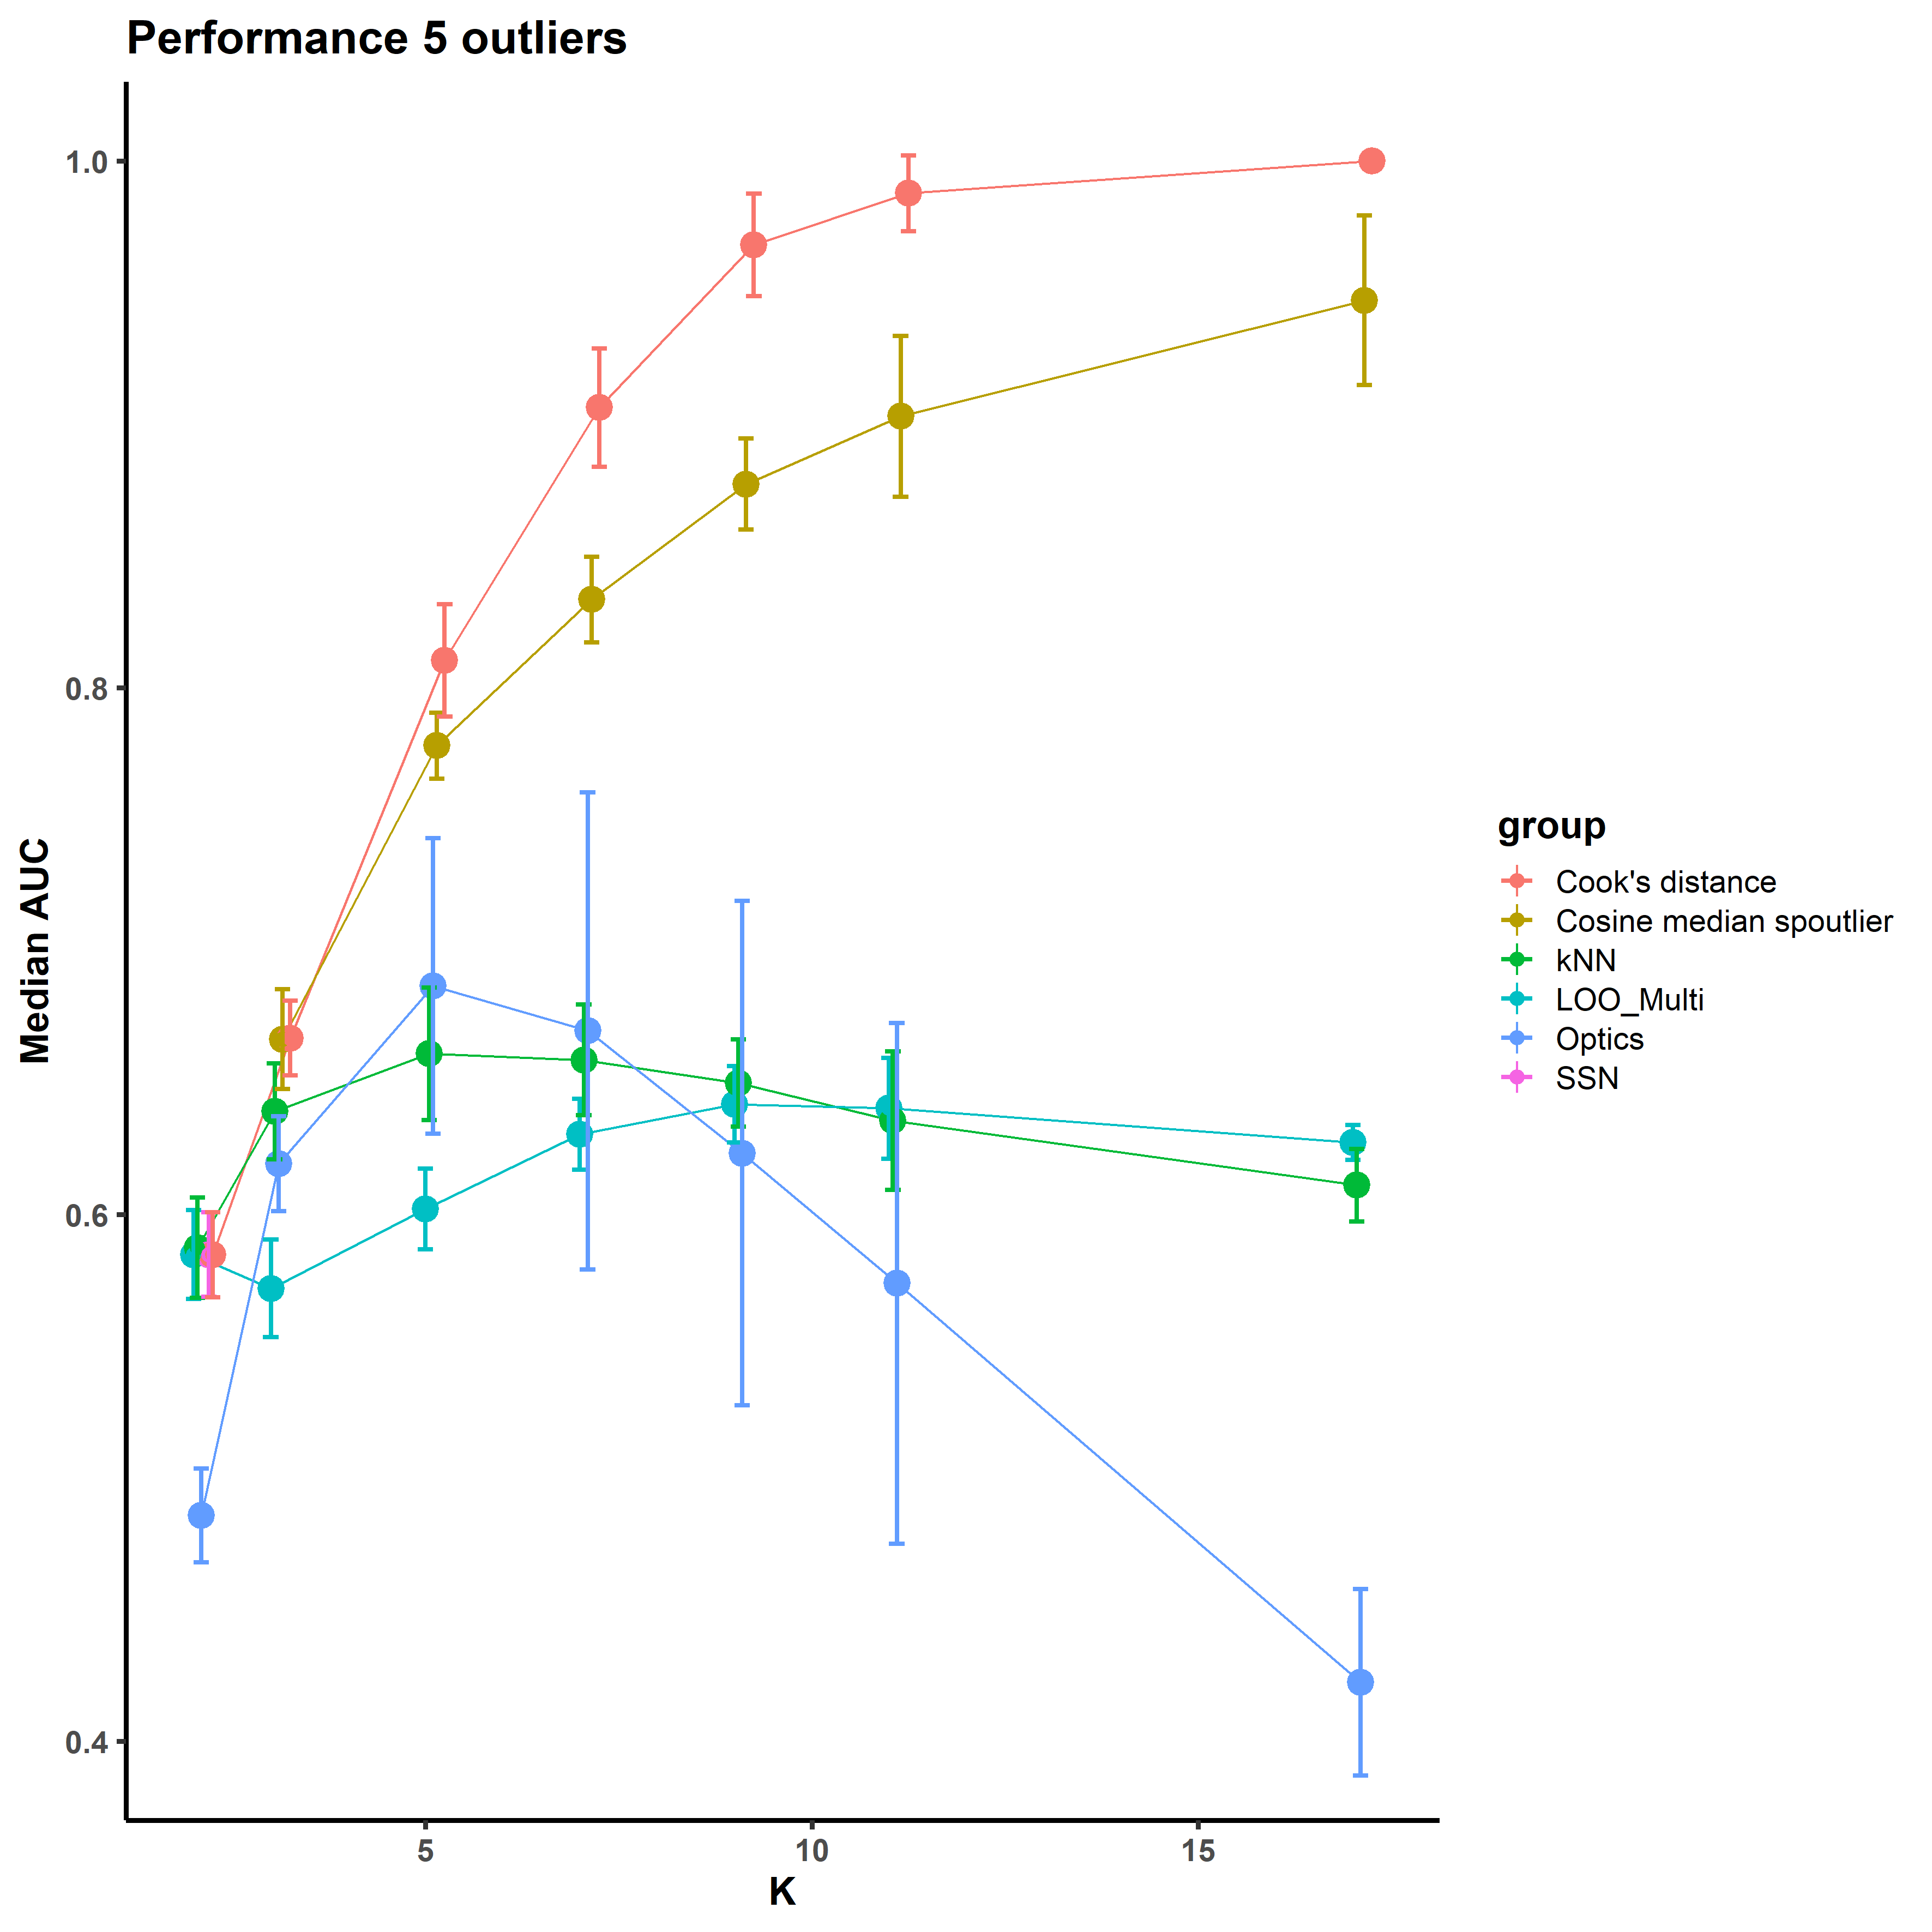 Performance 5 outliers
1.0
0.8
0.6
0.4
Median AUC
5
10
15
K
group
Cook's distance
Cosine median spoutlier
kNN
LOO_Multi
Optics
SSN